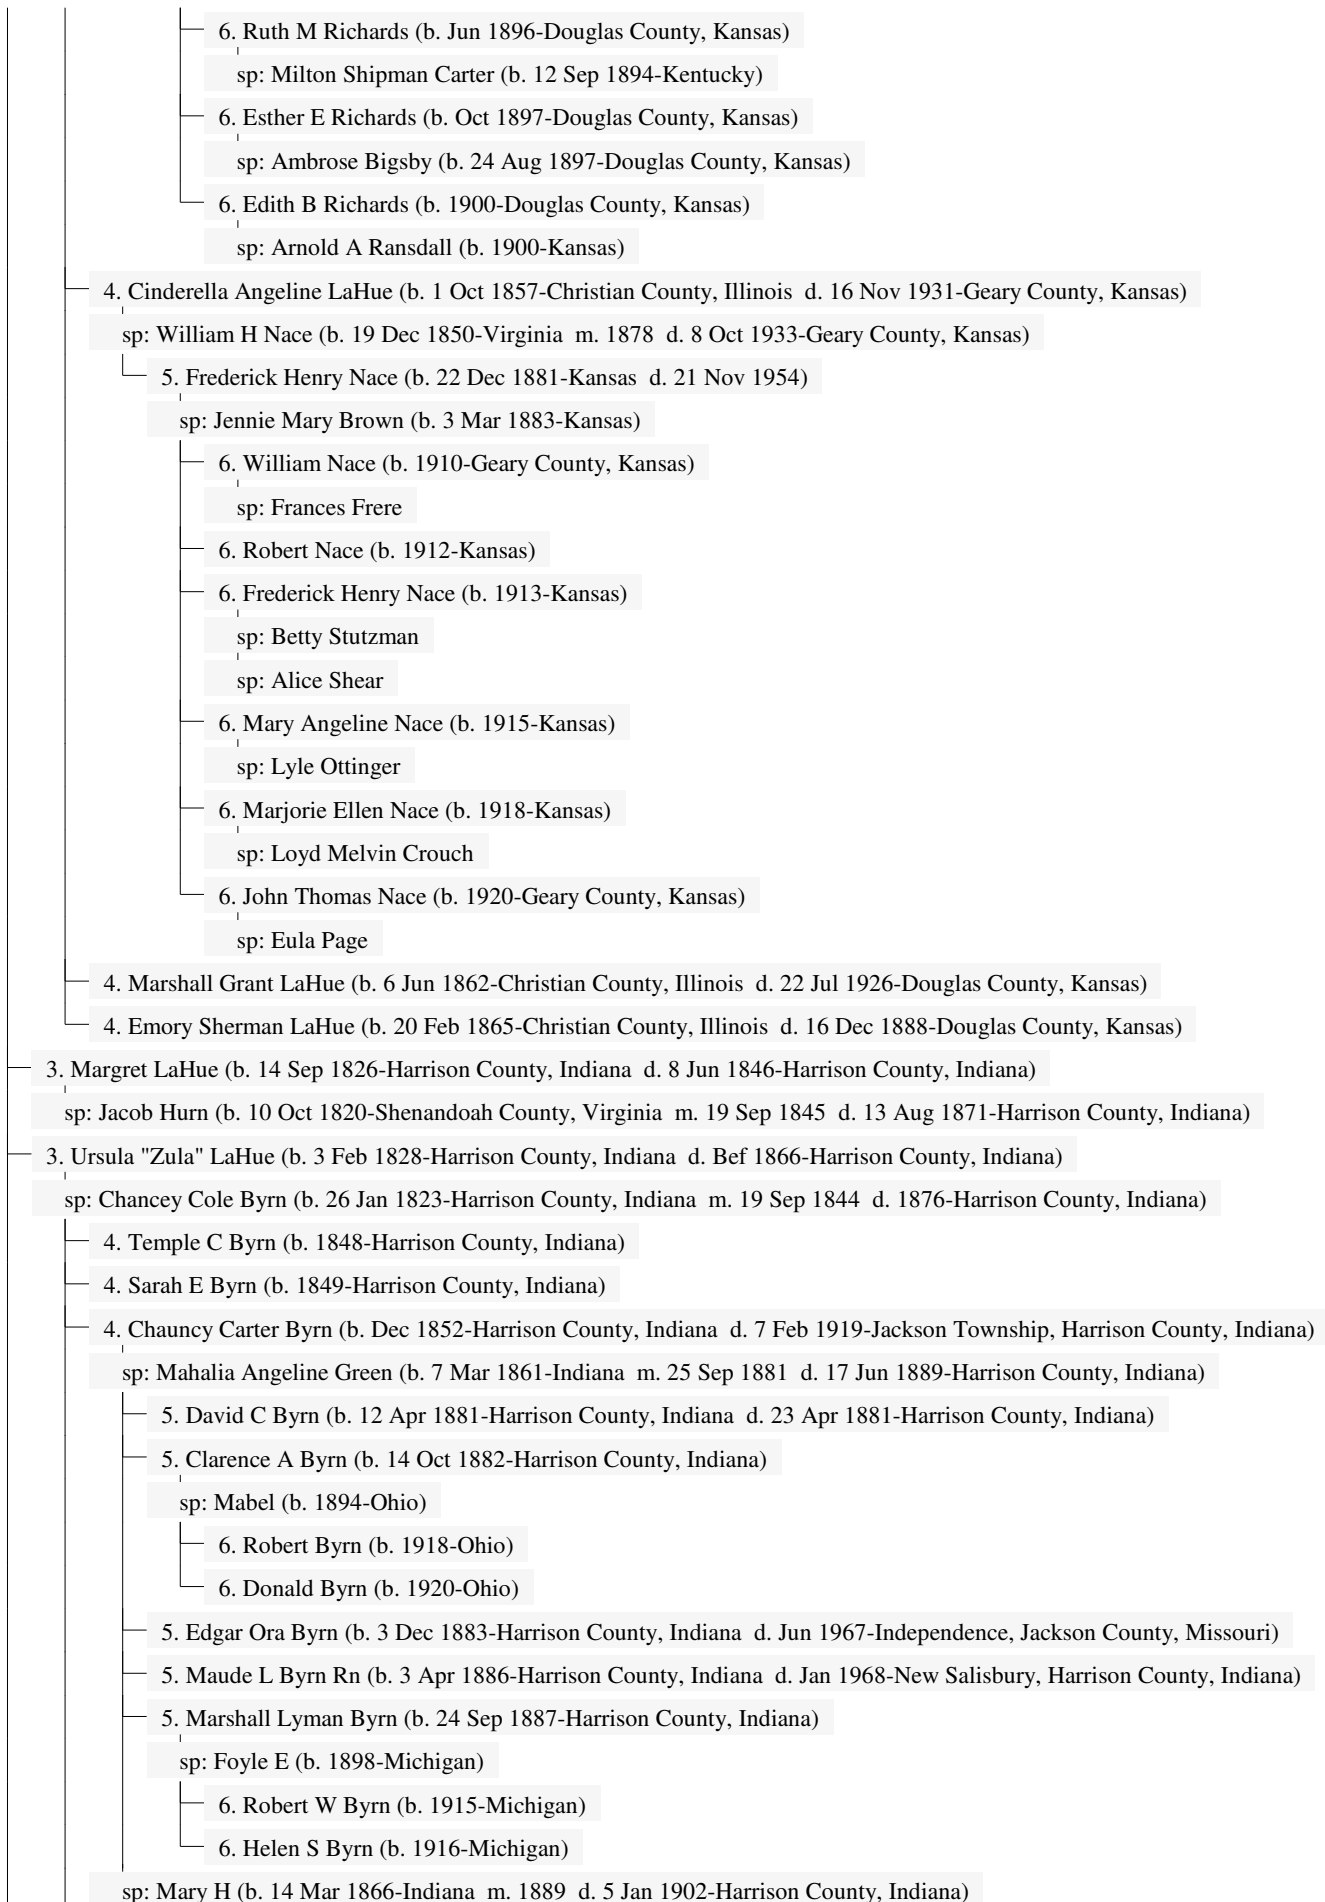 6. Ruth M Richards (b. Jun 1896-Douglas County, Kansas)
sp: Milton Shipman Carter (b. 12 Sep 1894-Kentucky)
6. Esther E Richards (b. Oct 1897-Douglas County, Kansas)
sp: Ambrose Bigsby (b. 24 Aug 1897-Douglas County, Kansas)
6. Edith B Richards (b. 1900-Douglas County, Kansas)
sp: Arnold A Ransdall (b. 1900-Kansas)
4. Cinderella Angeline LaHue (b. 1 Oct 1857-Christian County, Illinois d. 16 Nov 1931-Geary County, Kansas)
sp: William H Nace (b. 19 Dec 1850-Virginia m. 1878 d. 8 Oct 1933-Geary County, Kansas)
5. Frederick Henry Nace (b. 22 Dec 1881-Kansas d. 21 Nov 1954)
sp: Jennie Mary Brown (b. 3 Mar 1883-Kansas)
6. William Nace (b. 1910-Geary County, Kansas)
sp: Frances Frere
6. Robert Nace (b. 1912-Kansas)
6. Frederick Henry Nace (b. 1913-Kansas)
sp: Betty Stutzman
sp: Alice Shear
6. Mary Angeline Nace (b. 1915-Kansas)
sp: Lyle Ottinger
6. Marjorie Ellen Nace (b. 1918-Kansas)
sp: Loyd Melvin Crouch
6. John Thomas Nace (b. 1920-Geary County, Kansas)
sp: Eula Page
4. Marshall Grant LaHue (b. 6 Jun 1862-Christian County, Illinois d. 22 Jul 1926-Douglas County, Kansas)
4. Emory Sherman LaHue (b. 20 Feb 1865-Christian County, Illinois d. 16 Dec 1888-Douglas County, Kansas)
3. Margret LaHue (b. 14 Sep 1826-Harrison County, Indiana d. 8 Jun 1846-Harrison County, Indiana)
sp: Jacob Hurn (b. 10 Oct 1820-Shenandoah County, Virginia m. 19 Sep 1845 d. 13 Aug 1871-Harrison County, Indiana)
3. Ursula "Zula" LaHue (b. 3 Feb 1828-Harrison County, Indiana d. Bef 1866-Harrison County, Indiana)
sp: Chancey Cole Byrn (b. 26 Jan 1823-Harrison County, Indiana m. 19 Sep 1844 d. 1876-Harrison County, Indiana)
4. Temple C Byrn (b. 1848-Harrison County, Indiana)
4. Sarah E Byrn (b. 1849-Harrison County, Indiana)
4. Chauncy Carter Byrn (b. Dec 1852-Harrison County, Indiana d. 7 Feb 1919-Jackson Township, Harrison County, Indiana)
sp: Mahalia Angeline Green (b. 7 Mar 1861-Indiana m. 25 Sep 1881 d. 17 Jun 1889-Harrison County, Indiana)
5. David C Byrn (b. 12 Apr 1881-Harrison County, Indiana d. 23 Apr 1881-Harrison County, Indiana)
5. Clarence A Byrn (b. 14 Oct 1882-Harrison County, Indiana)
sp: Mabel (b. 1894-Ohio)
6. Robert Byrn (b. 1918-Ohio)
6. Donald Byrn (b. 1920-Ohio)
5. Edgar Ora Byrn (b. 3 Dec 1883-Harrison County, Indiana d. Jun 1967-Independence, Jackson County, Missouri)
5. Maude L Byrn Rn (b. 3 Apr 1886-Harrison County, Indiana d. Jan 1968-New Salisbury, Harrison County, Indiana)
5. Marshall Lyman Byrn (b. 24 Sep 1887-Harrison County, Indiana)
sp: Foyle E (b. 1898-Michigan)
6. Robert W Byrn (b. 1915-Michigan)
6. Helen S Byrn (b. 1916-Michigan)
sp: Mary H (b. 14 Mar 1866-Indiana m. 1889 d. 5 Jan 1902-Harrison County, Indiana)